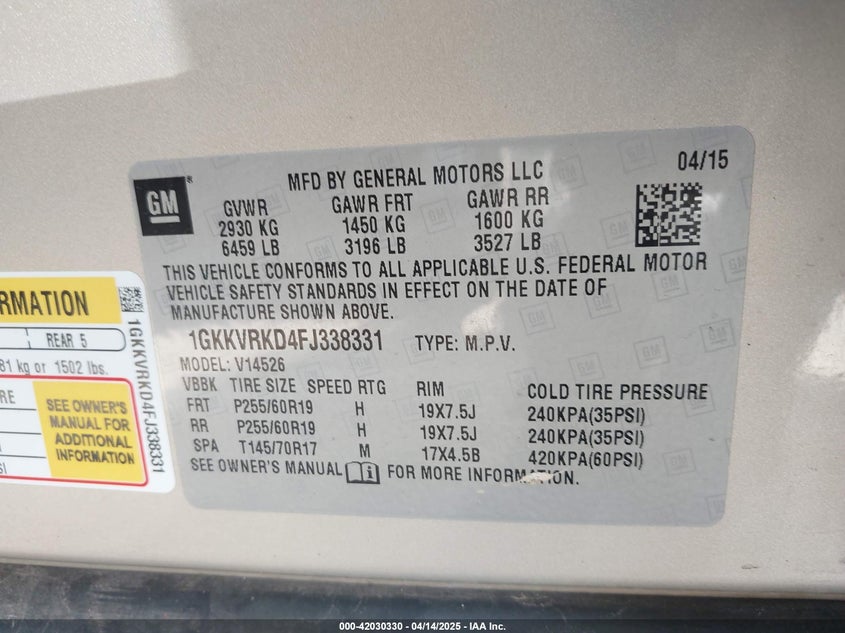 GM
MFD BY GENERAL MOTORS LLC
04/15
GVWR GAWR FRT GAWR RR
2930 KG 1450 KG 1600 KG
6459 LB 3196 LB 3527 LB
THIS VEHICLE CONFORMS TO ALL APPLICABLE U.S. FEDERAL MOTOR
VEHICLE SAFETY STANDARDS IN EFFECT ON THE DATE OF
MANUFACTURE SHOWN ABOVE.
1GKKVRKD4FJ338331 TYPE: M.P.V.
MODEL: V14526
VBBK TIRE SIZE SPEED RTG RIM COLD TIRE PRESSURE
FRT P255/60R19 H 19X7.5J 240KPA(35PSI)
RR P255/60R19 H 19X7.5J 240KPA(35PSI)
SPA T145/70R17 M 17X4.5B 420KPA(60PSI)
SEE OWNER'S MANUAL FOR MORE INFORMATION.
RMATION
REAR 5
81 kg or 1502 lbs.
RE
SI
SEE OWNER'S
MANUAL FOR
ADDITIONAL
INFORMATION
1GKKVRKD4FJ338331
000-42030330 - 04/14/2025 - IAA Inc.